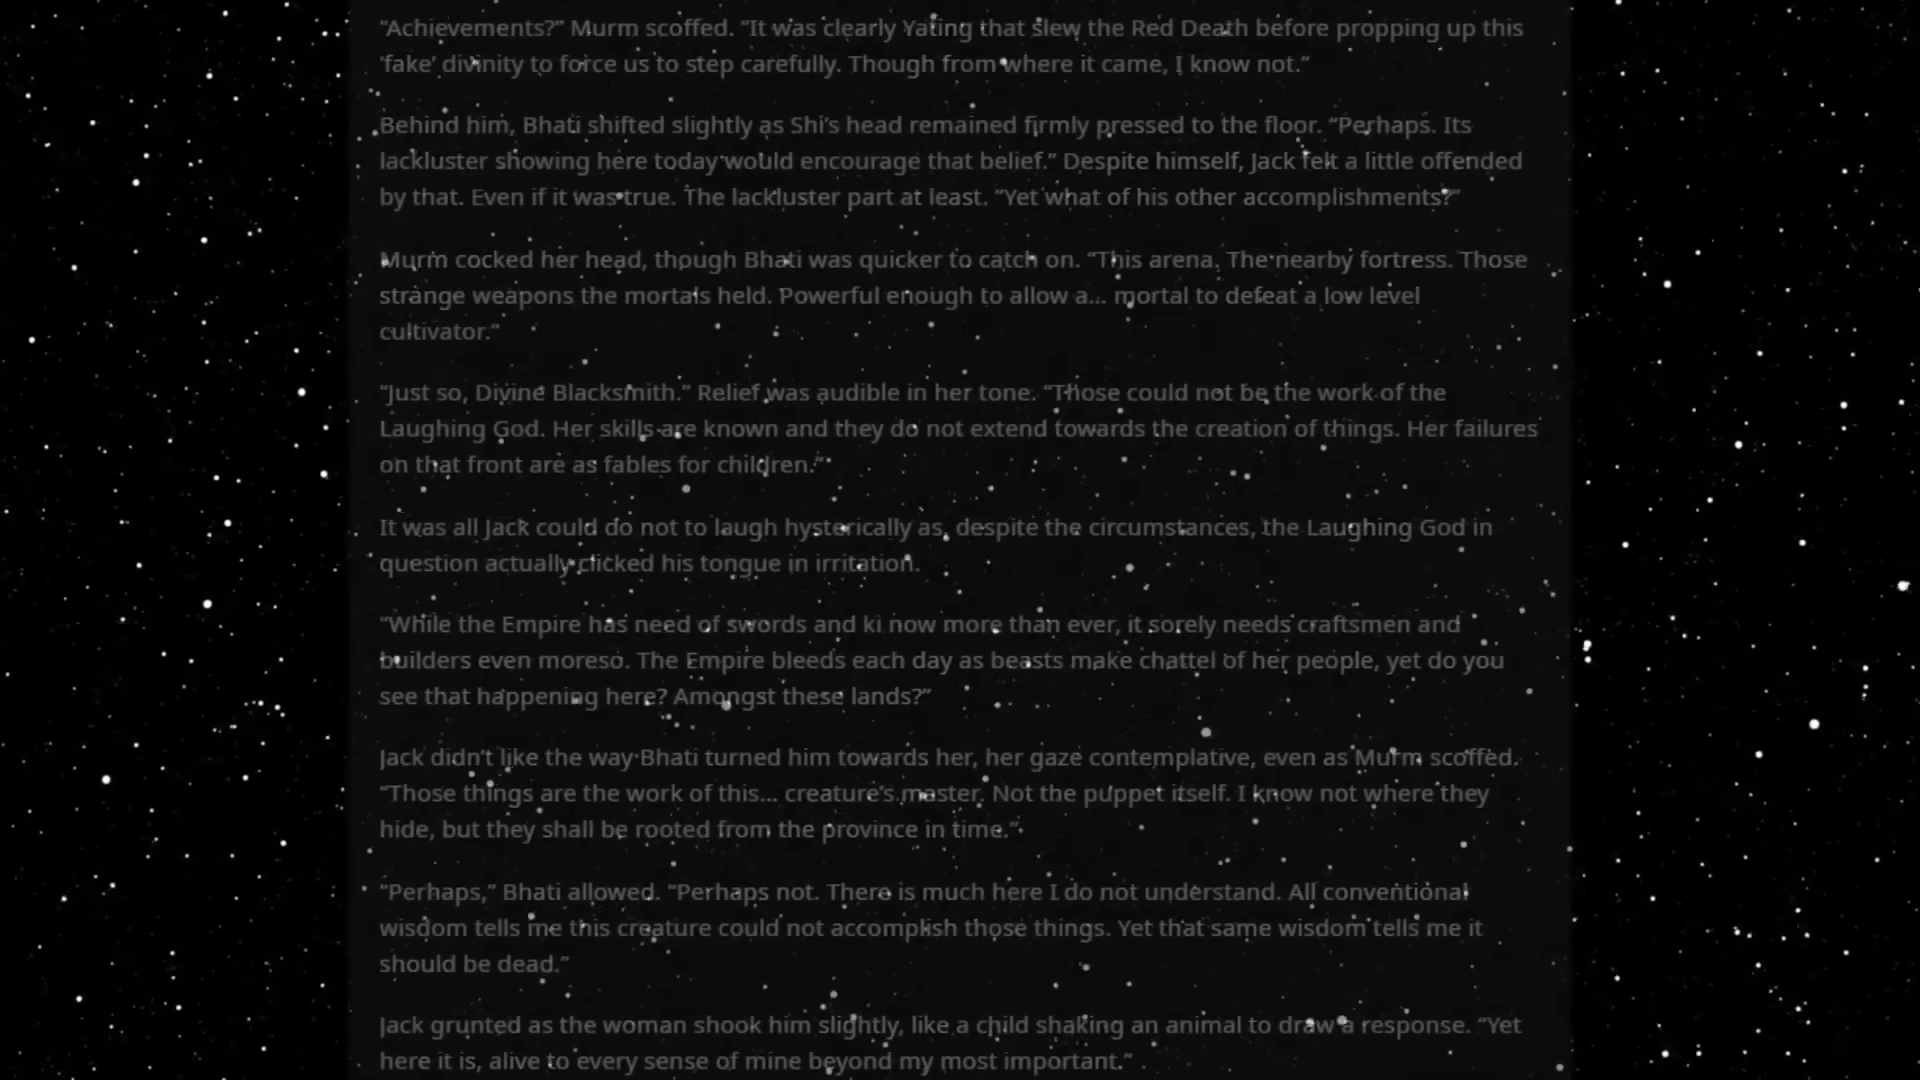 “Achievements?” Murm scoffed. “It was clearly Yating that slew the Red Death before propping up this
‘fake’ divinity to force us to step carefully. Though from where it came, I know not.”
Behind him, Bhati shifted slightly as Shi’s head remained firmly pressed to the floor. “Perhaps. Its
lackluster showing here today would encourage that belief.” Despite himself, Jack felt a little offended
by that. Even if it was true. The lackluster part at least. “Yet what of his other accomplishments?”
Murm cocked her head, though Bhati was quicker to catch on. “This arena. The nearby fortress. Those
strange weapons the mortals held. Powerful enough to allow a… mortal to defeat a low level
cultivator.”
“Just so, Divine Blacksmith.” Relief was audible in her tone. “Those could not be the work of the
Laughing God. Her skills are known and they do not extend towards the creation of things. Her failures
on that front are as fables for children.”
It was all Jack could do not to laugh hysterically as, despite the circumstances, the Laughing God in
question actually clicked his tongue in irritation.
“While the Empire has need of swords and ki now more than ever, it sorely needs craftsmen and
builders even moreso. The Empire bleeds each day as beasts make chattel of her people, yet do you
see that happening here? Amongst these lands?”
Jack didn’t like the way Bhati turned him towards her, her gaze contemplative, even as Murm scoffed.
“Those things are the work of this… creature’s master. Not the puppet itself. I know not where they
hide, but they shall be rooted from the province in time.”
“Perhaps,” Bhati allowed. “Perhaps not. There is much here I do not understand. All conventional
wisdom tells me this creature could not accomplish those things. Yet that same wisdom tells me it
should be dead.”
Jack grunted as the woman shook him slightly, like a child shaking an animal to draw a response. “Yet
here it is, alive to every sense of mine beyond my most important.”